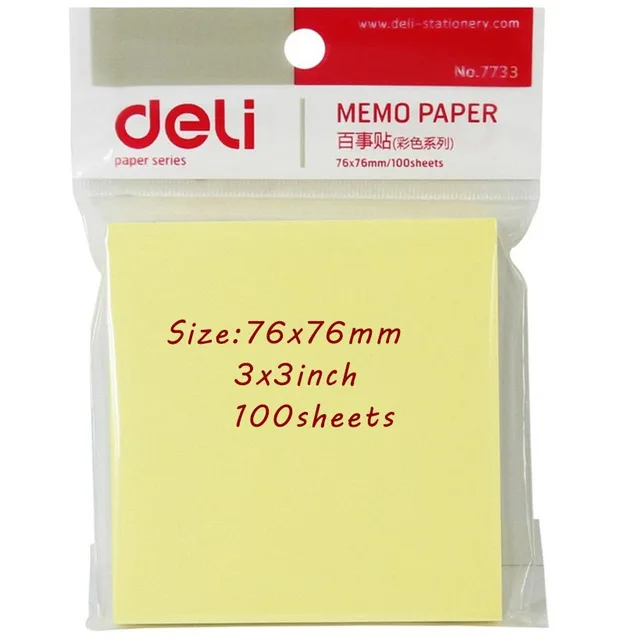 www.deli-stationery.com
No.7733
deli
paper series
MEMO PAPER
百事贴(彩色系列)
76x76mm/100sheets
Size:76x76mm
3x3inch
100sheets